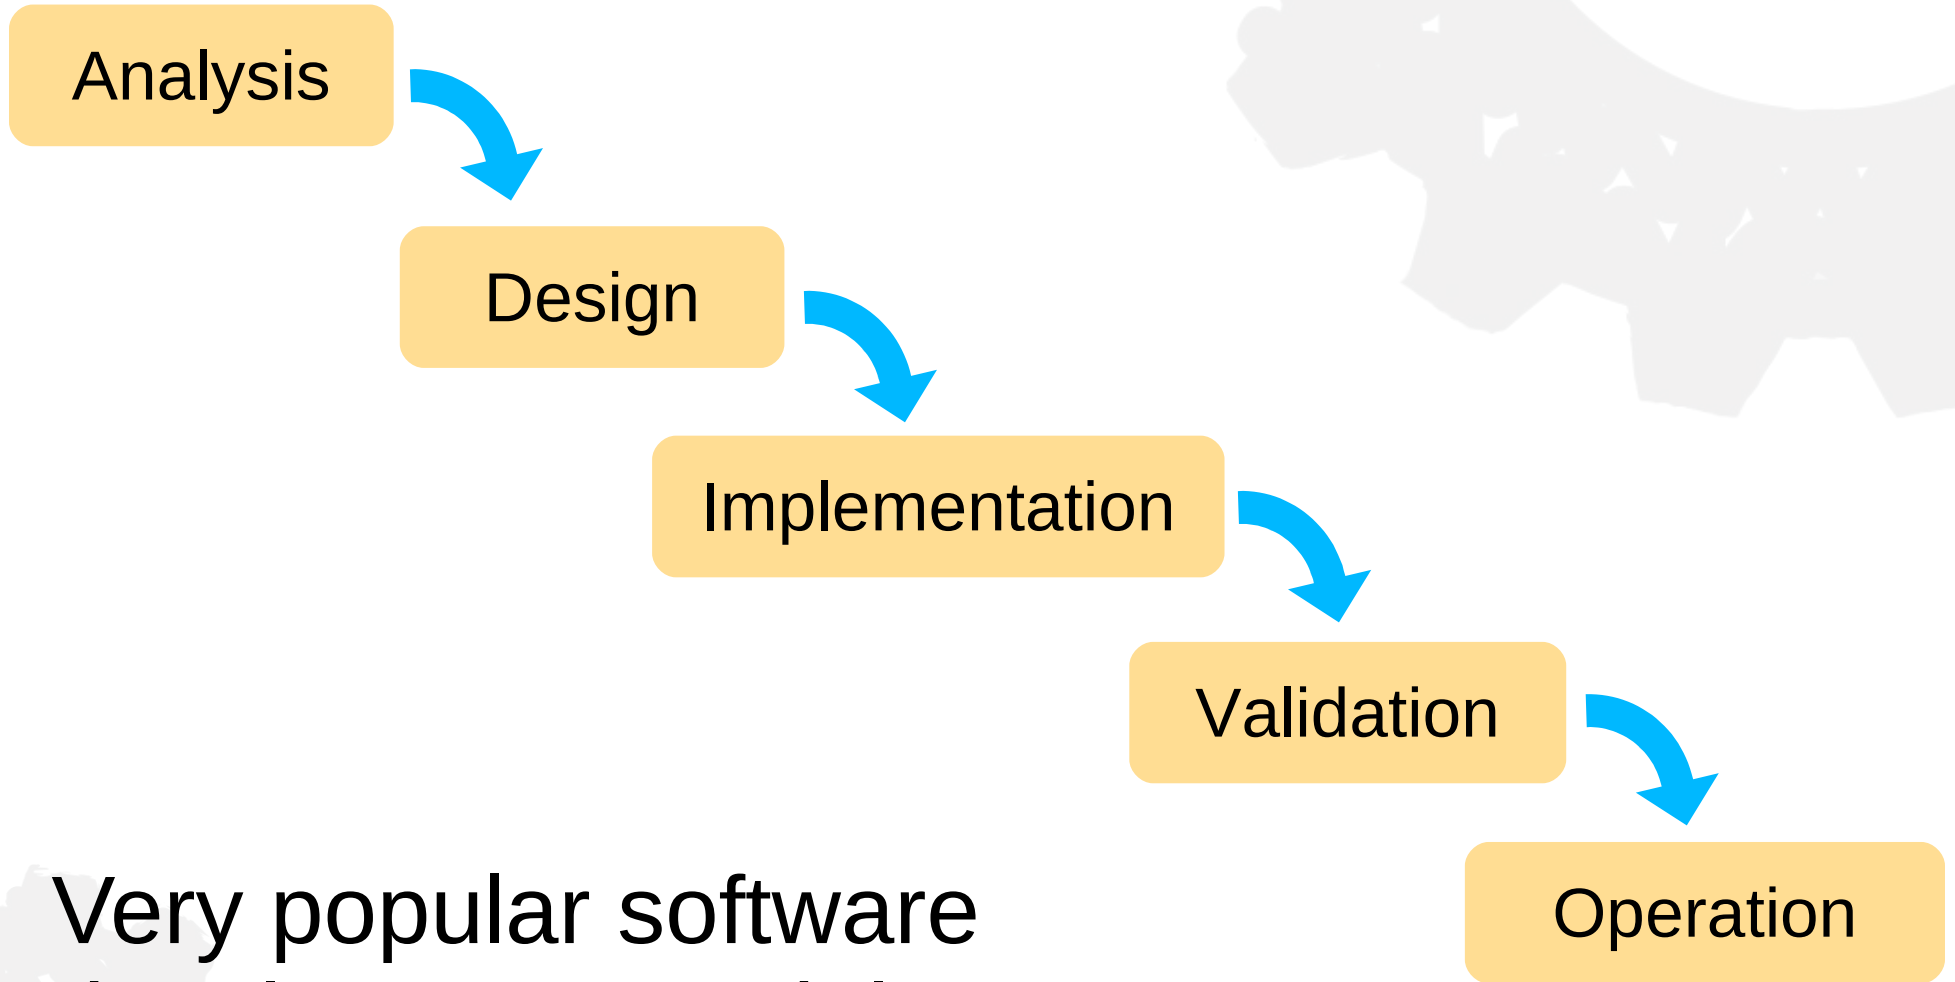 Analysis
Design
Implementation
Validation
Operation
Very popular software